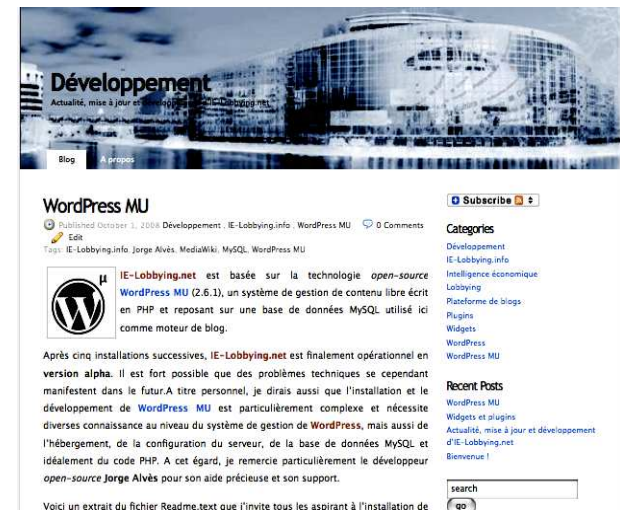 Développement
Actualité, mise à jour et développement d'IE-Lobbying.net
Blog
A propos
WordPress MU
Published October 1, 2008 Développement , IE-Lobbying.info , WordPress MU 0 Comments
Edit
Tags: IE-Lobbying.info, Jorge Alvès, MediaWiki, MySQL, WordPress MU
µ
IE-Lobbying.net est basée sur la technologie open-source
WordPress MU (2.6.1), un système de gestion de contenu libre écrit
en PHP et reposant sur une base de données MySQL utilisé ici
comme moteur de blog.
Après cinq installations successives, IE-Lobbying.net est finalement opérationnel en
version alpha. Il est fort possible que des problèmes techniques se cependant
manifestent dans le futur.A titre personnel, je dirais aussi que l'installation et le
développement de WordPress MU est particulièrement complexe et nécessite
diverses connaissance au niveau du système de gestion de WordPress, mais aussi de
l'hébergement, de la configuration du serveur, de la base de données MySQL et
idéalement du code PHP. A cet égard, je remercie particulièrement le développeur
open-source Jorge Alvès pour son aide précieuse et son support.
Voici un extrait du fichier Readme.text que j'invite tous les aspirant à l'installation de
Subscribe
Categories
Développement
IE-Lobbying.info
Intelligence économique
Lobbying
Plateforme de blogs
Plugins
Widgets
WordPress
WordPress MU
Recent Posts
WordPress MU
Widgets et plugins
Actualité, mise à jour et développement
d'IE-Lobbying.net
Bienvenue !
search
go